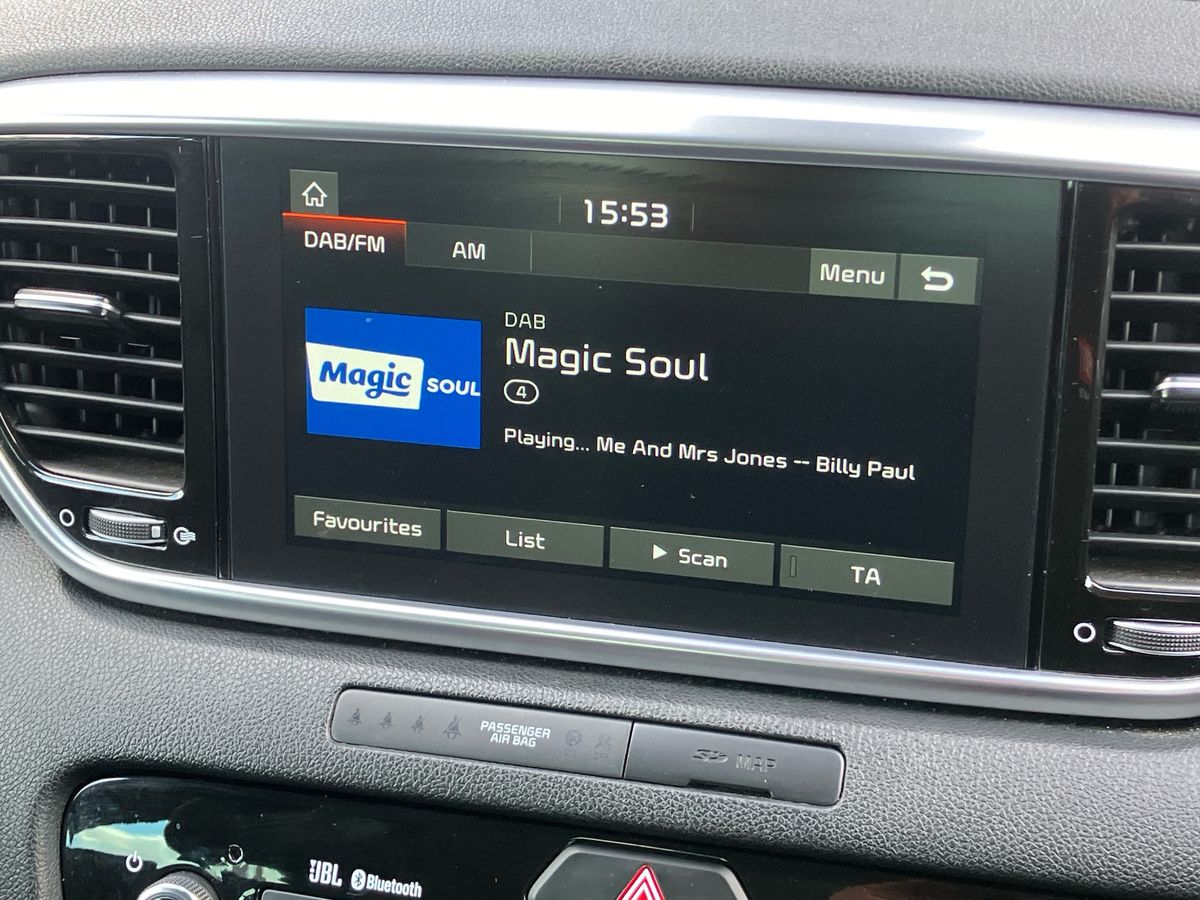 15:53
DAB/FM
AM
Menu
Magic SOUL
DAB
Magic Soul
4
Playing... Me And Mrs Jones -- Billy Paul
Favourites
List
Scan
TA
PASSENGER
AIR BAG
SD MAP
JBL
Bluetooth